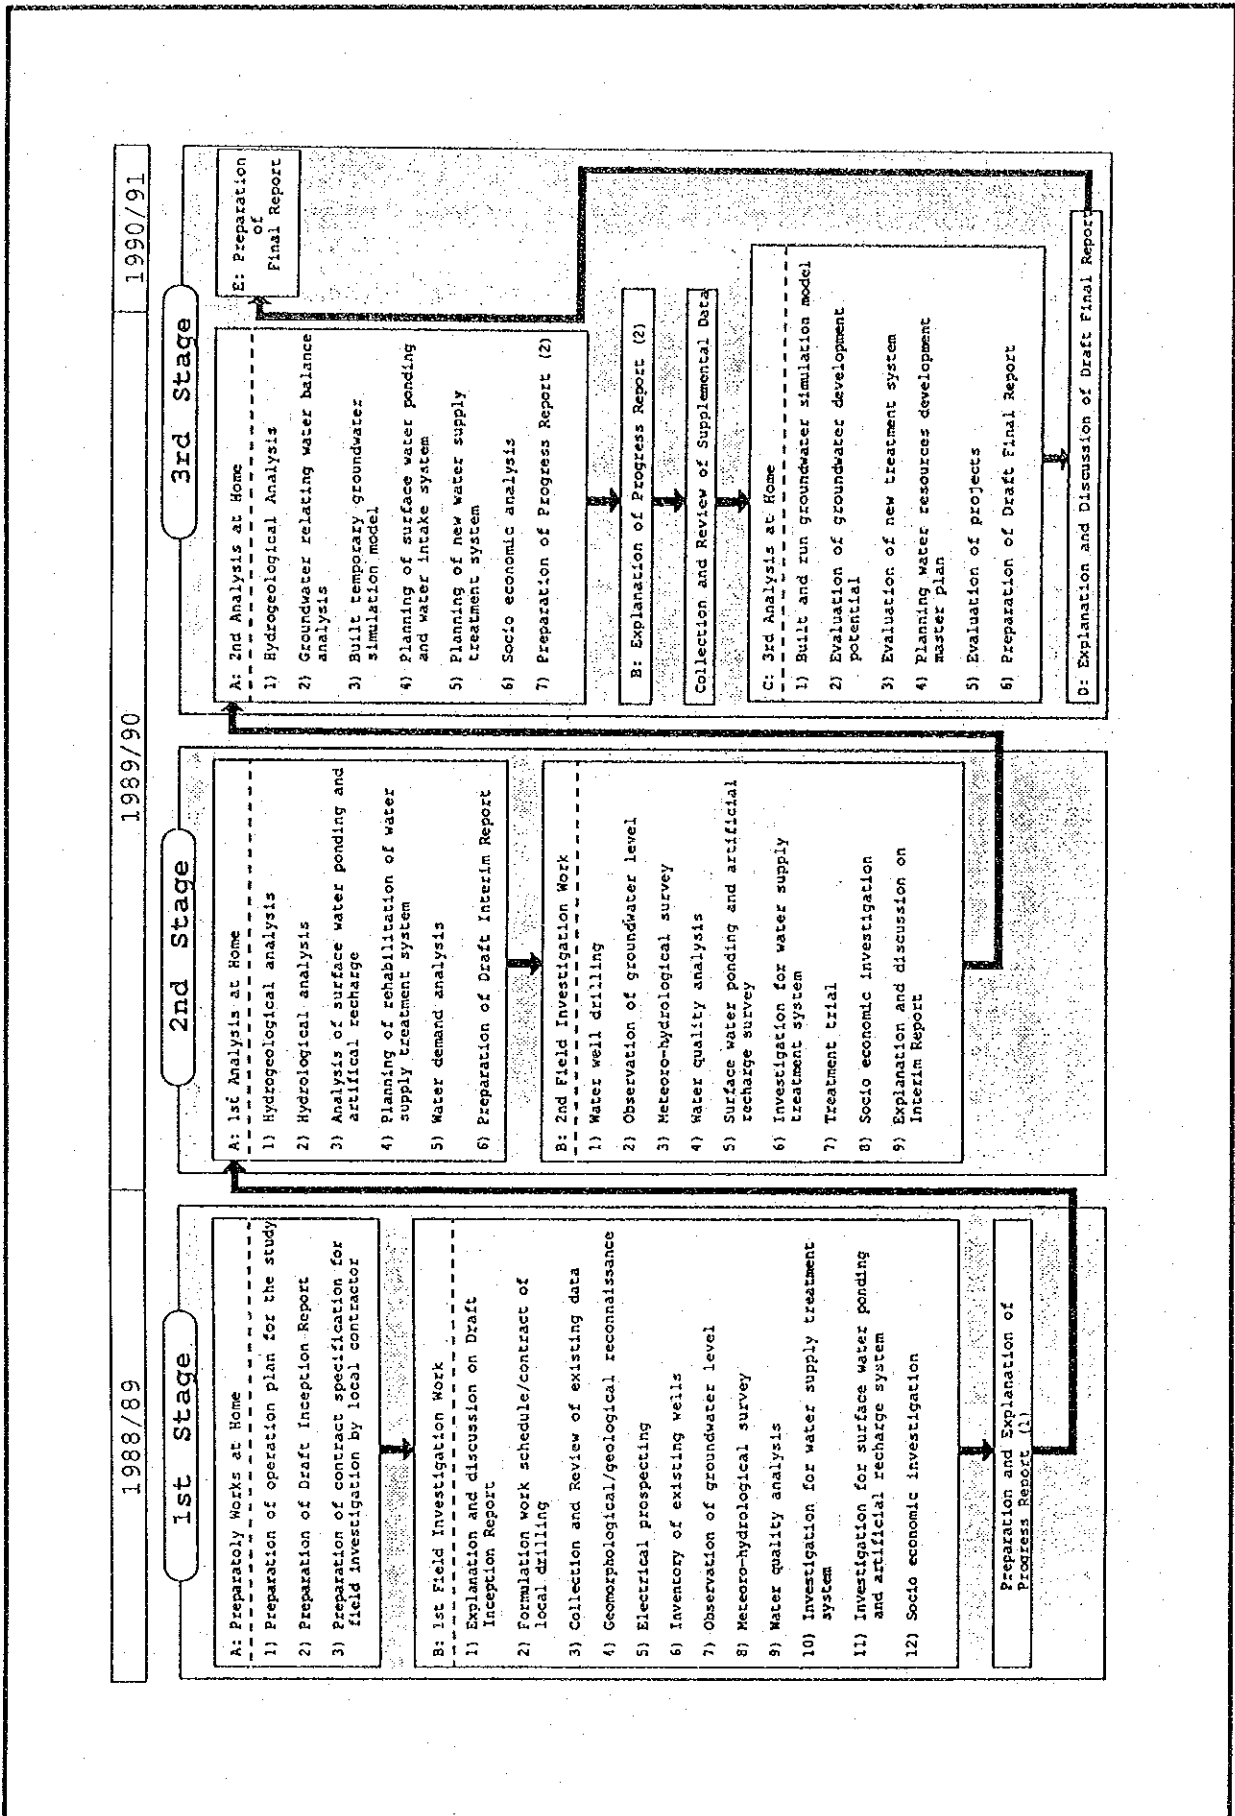 1988/89
1989/90
1990/91
1st Stage
A: Preparatoly Works at Home
1) Preparation of operation plan for the study
2) Preparation of Draft Inception Report
3) Preparation of contract specification for
field investigation by local contractor
B: 1st Field Investigation Work
1) Explanation and discussion on Draft
Inception Report
2) Formulation work schedule/contract of
local drilling
3) Collection and Review of existing data
4) Geomorphological/geological reconnaissance
5) Electrical prospecting
6) Inventory of existing wells
7) Observation of groundwater level
8) Meteoro-hydrological survey
9) Water quality analysis
10) Investigation for water supply treatment
system
11) Investigation for surface water ponding
and artificial recharge system
12) Socio economic investigation
Preparation and Explanation of
Progress Report (1)
2nd Stage
A: 1st Analysis at Home
1) Hydrogeological analysis
2) Hydrological analysis
3) Analysis of surface water ponding and
artifical recharge
4) Planning of rehabilitation of water
supply treatment system
5) Water demand analysis
6) Preparation of Draft Interim Report
B: 2nd Field Investigation Work
1) Water well drilling
2) Observation of groundwater level
3) Meteoro-hydrological survey
4) Water quality analysis
5) Surface water ponding and artificial
recharge survey
6) Investigation for water supply
treatment system
7) Treatment trial
8) Socio economic investigation
9) Explanation and discussion on
Interim Report
3rd Stage
A: 2nd Analysis at Home
1) Hydrogeological Analysis
2) Groundwater relating water balance
analysis
3) Built temporary groundwater
simulation model
4) Planning of surface water ponding
and water intake system
5) Planning of new water supply
treatment system
6) Socio economic analysis
7) Preparation of Progress Report (2)
B: Explanation of Progress Report (2)
Collection and Review of Supplemental Data
C: 3rd Analysis at Home
1) Built and run groundwater simulation model
2) Evaluation of groundwater development
potential
3) Evaluation of new treatment system
4) Planning water resources development
master plan
5) Evaluation of projects
6) Preparation of Draft Final Report
D: Explanation and Discussion of Draft Final Report
E: Preparation
of
Final Report